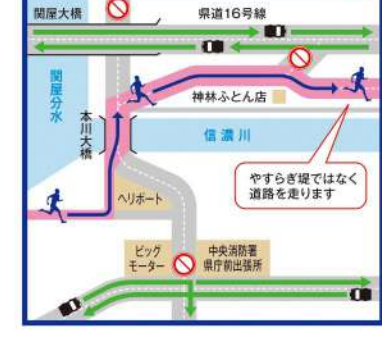 関屋大橋
県道16号線
関屋分水
神林ふとん店
本川大橋
信濃川
やすらぎ堤ではなく
道路を走ります
ヘリポート
ビッグ
モーター
中央消防署
県庁前出張所